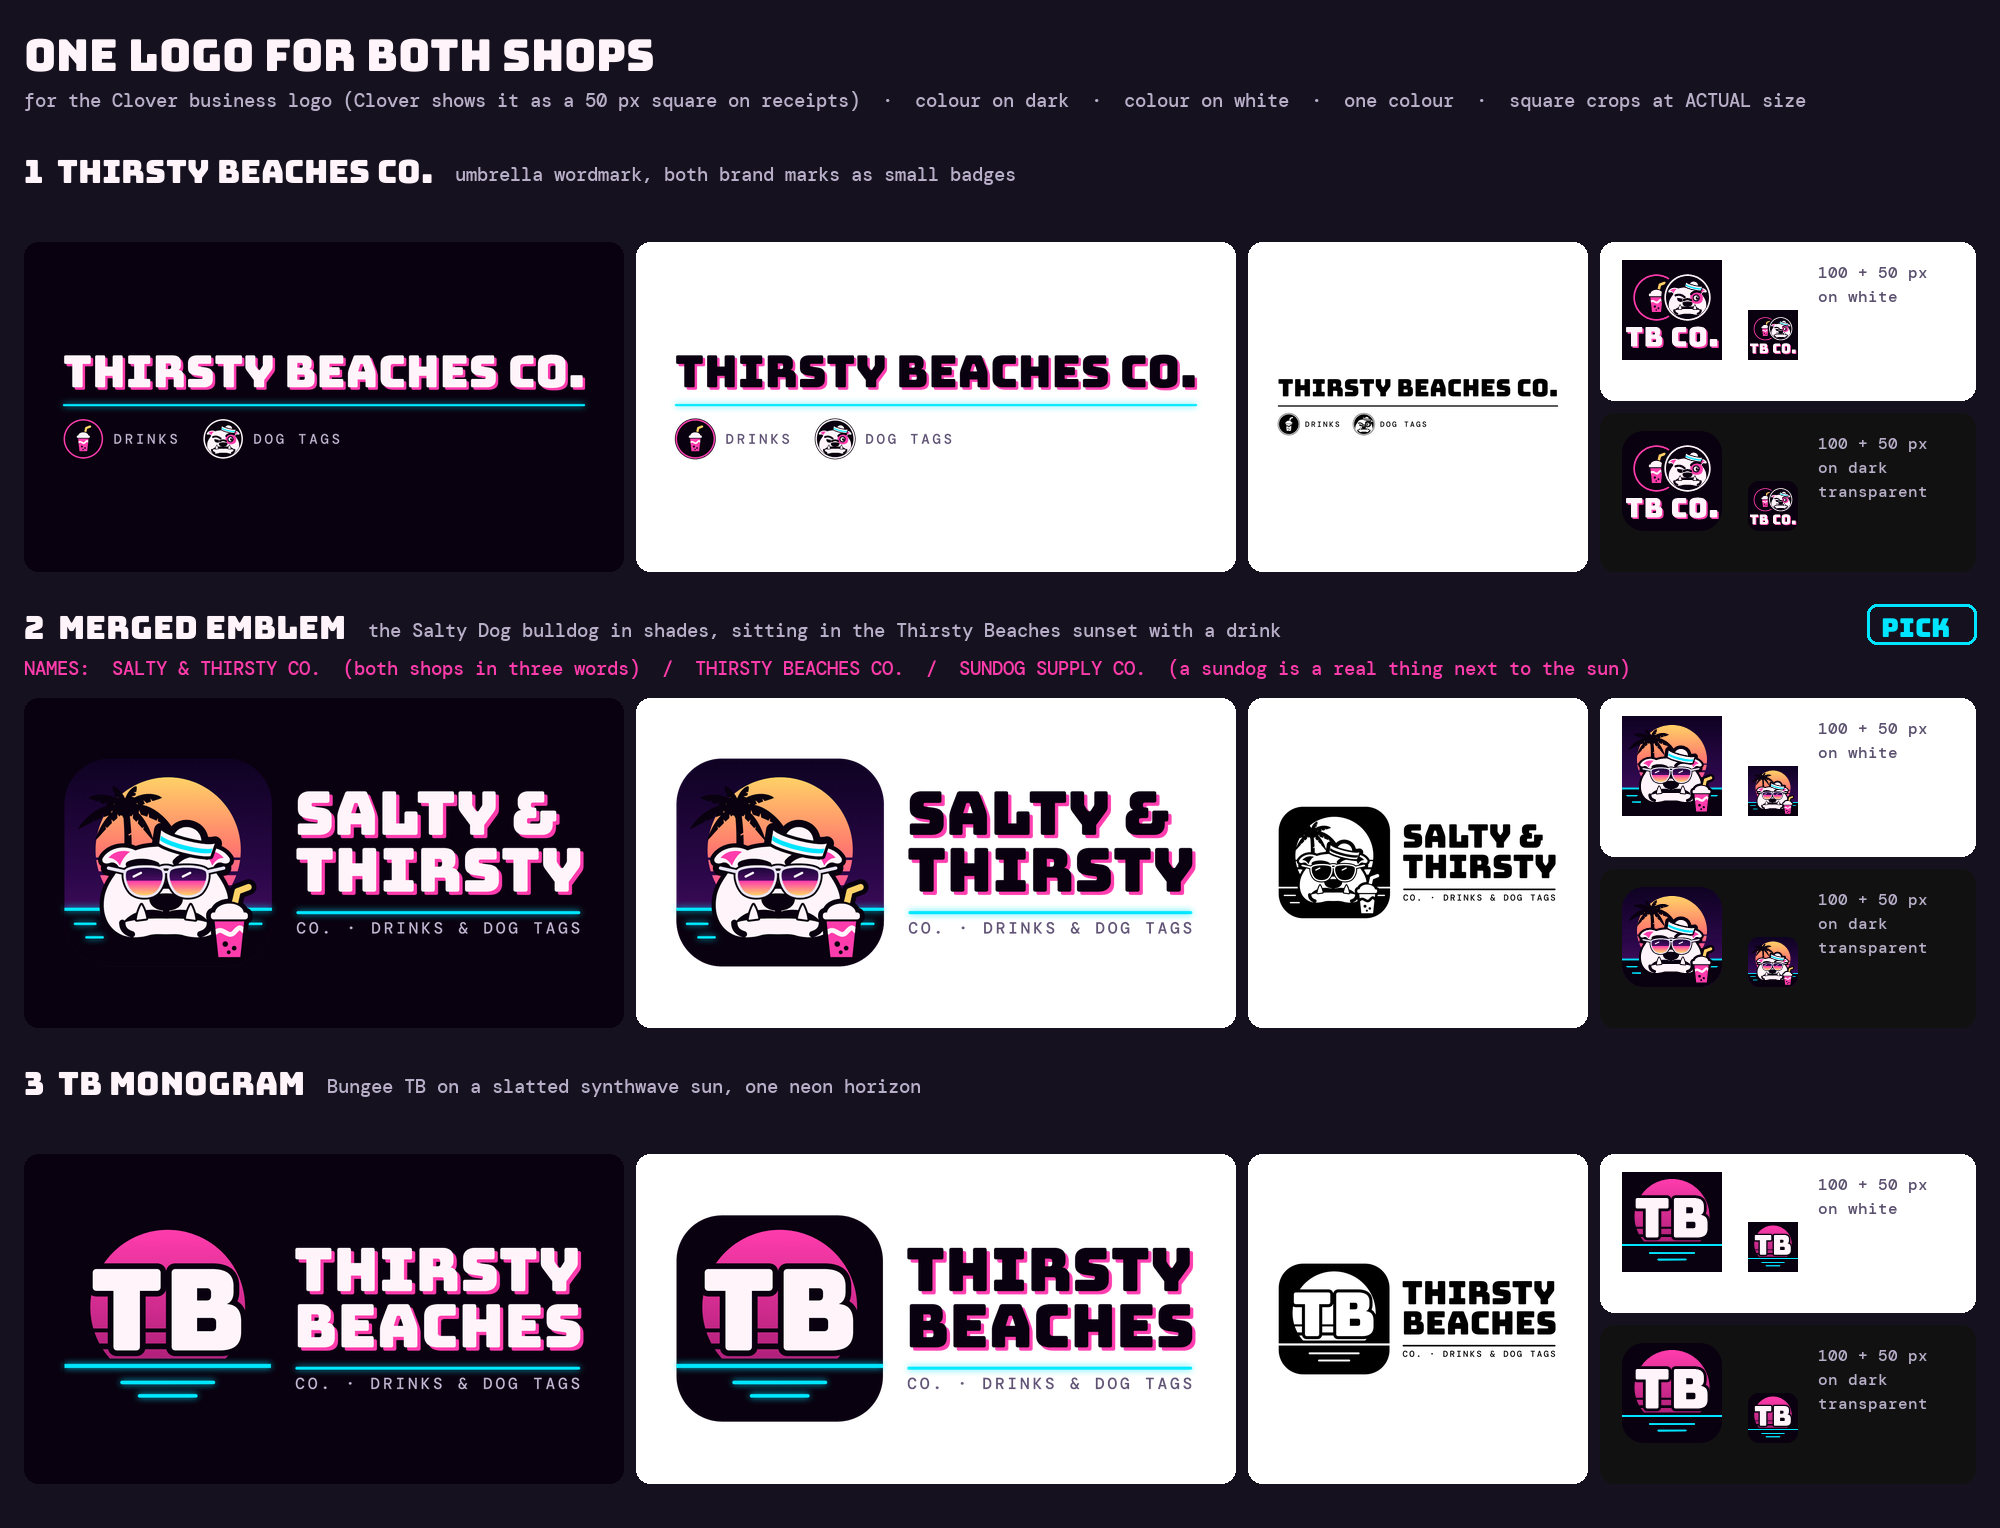 ONE LOGO FOR BOTH SHOPS
for the Clover business logo (Clover shows it as a 50 px square on receipts) · colour on dark · colour on white · one colour · square crops at ACTUAL size
1 THIRSTY BEACHES CO. umbrella wordmark, both brand marks as small badges
THIRSTY BEACHES CO.
DRINKS DOG TAGS
THIRSTY BEACHES CO.
DRINKS DOG TAGS
THIRSTY BEACHES CO.
DRINKS DOG TAGS
TB CO.
TB CO.
100 + 50 px
on white
TB CO.
TB CO.
100 + 50 px
on dark
transparent
2 MERGED EMBLEM the Salty Dog bulldog in shades, sitting in the Thirsty Beaches sunset with a drink
PICK
NAMES: SALTY & THIRSTY CO. (both shops in three words) / THIRSTY BEACHES CO. / SUNDOG SUPPLY CO. (a sundog is a real thing next to the sun)
SALTY &
THIRSTY
CO. · DRINKS & DOG TAGS
SALTY &
THIRSTY
CO. · DRINKS & DOG TAGS
SALTY &
THIRSTY
CO. · DRINKS & DOG TAGS
100 + 50 px
on white
100 + 50 px
on dark
transparent
3 TB MONOGRAM Bungee TB on a slatted synthwave sun, one neon horizon
TB
THIRSTY
BEACHES
CO. · DRINKS & DOG TAGS
TB
THIRSTY
BEACHES
CO. · DRINKS & DOG TAGS
TB
THIRSTY
BEACHES
CO. · DRINKS & DOG TAGS
TB
TB
100 + 50 px
on white
TB
TB
100 + 50 px
on dark
transparent